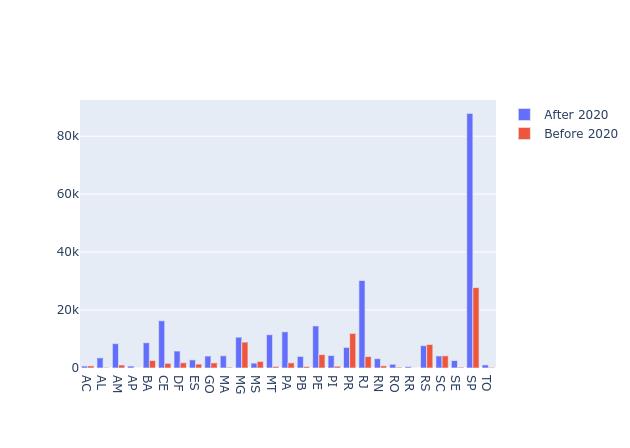 After 2020
Before 2020
80k
60k
40k
20k
0
AC
AL
AM
AP
BA
CE
DF
ES
GO
MA
MG
MS
MT
PA
PB
PE
PI
PR
RJ
RN
RO
RR
RS
SC
SE
SP
TO